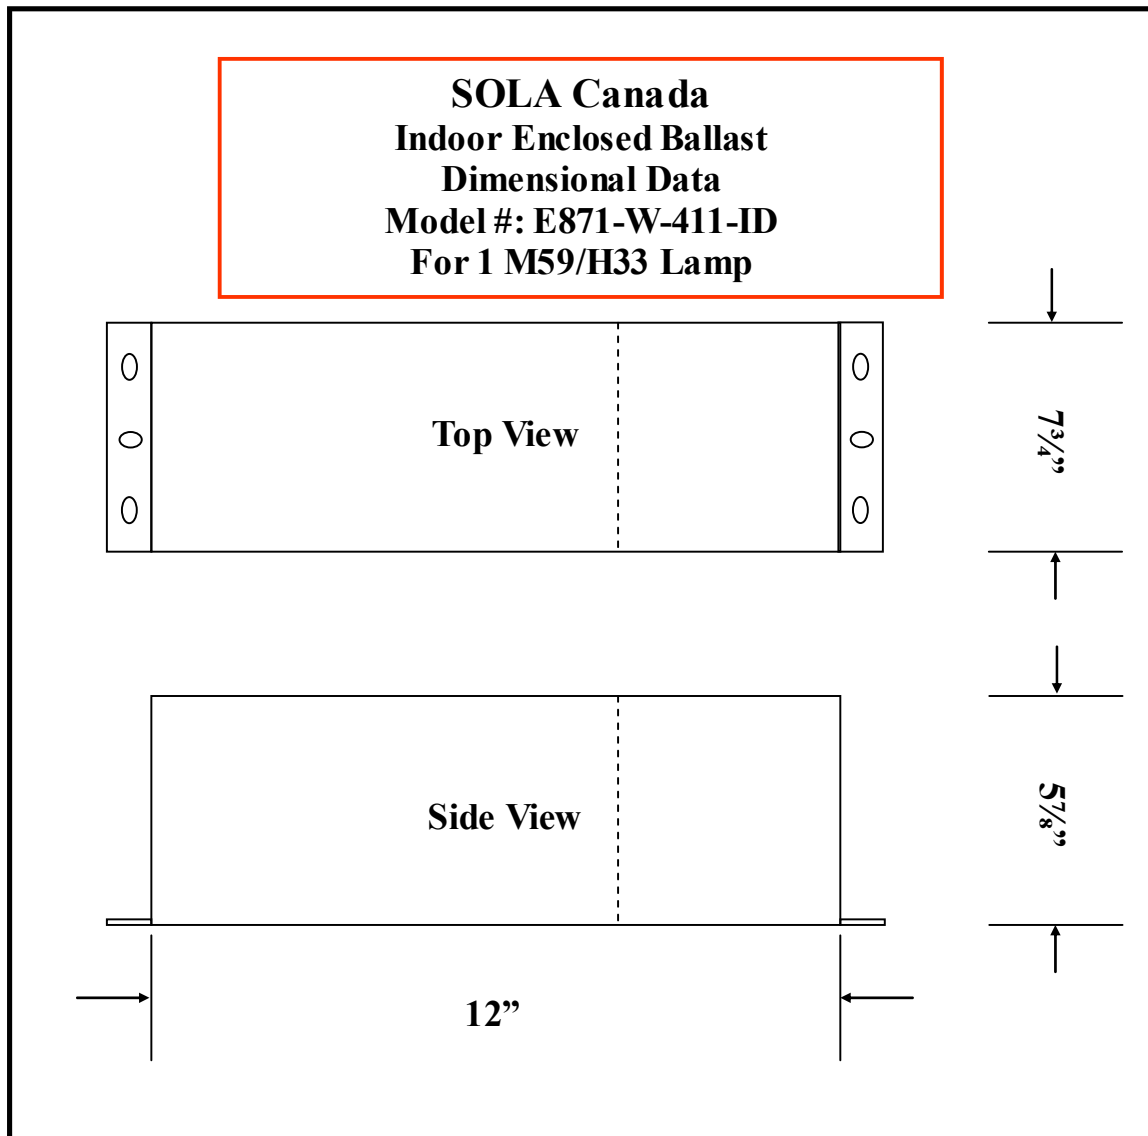 SOLA Canada
Indoor Enclosed Ballast
Dimensional Data
Model #: E871-W-411-ID
For 1 M59/H33 Lamp
Top View
7¾”
Side View
5⅞”
12”